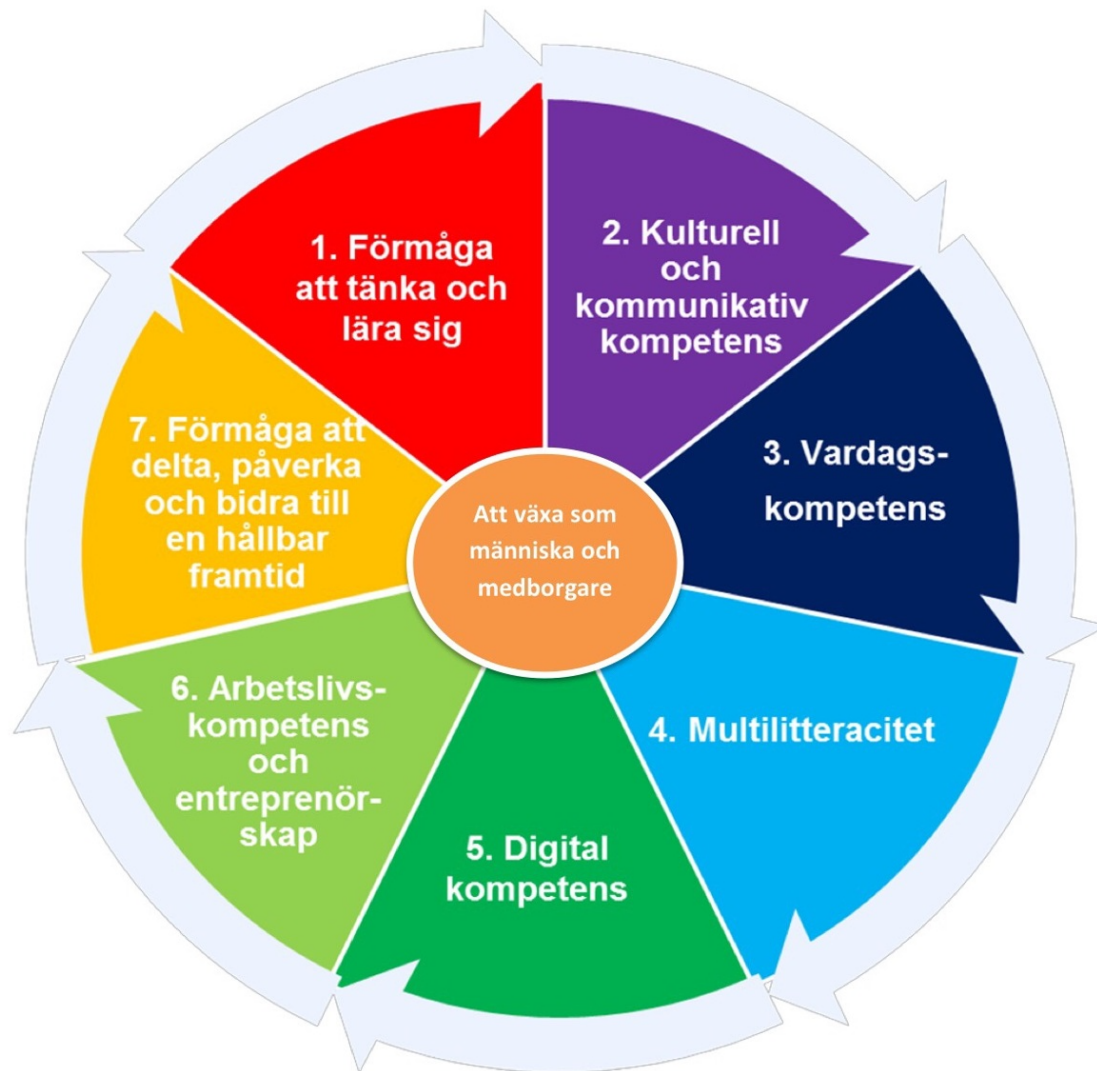 1. Förmåga
att tänka och
lära sig
2. Kulturell
och
kommunikativ
kompetens
3. Vardags-
kompetens
4. Multilitteracitet
5. Digital
kompetens
6. Arbetslivs-
kompetens
och
entreprenör-
skap
7. Förmåga att
delta, påverka
och bidra till
en hållbar
framtid
Att växa som
människa och
medborgare